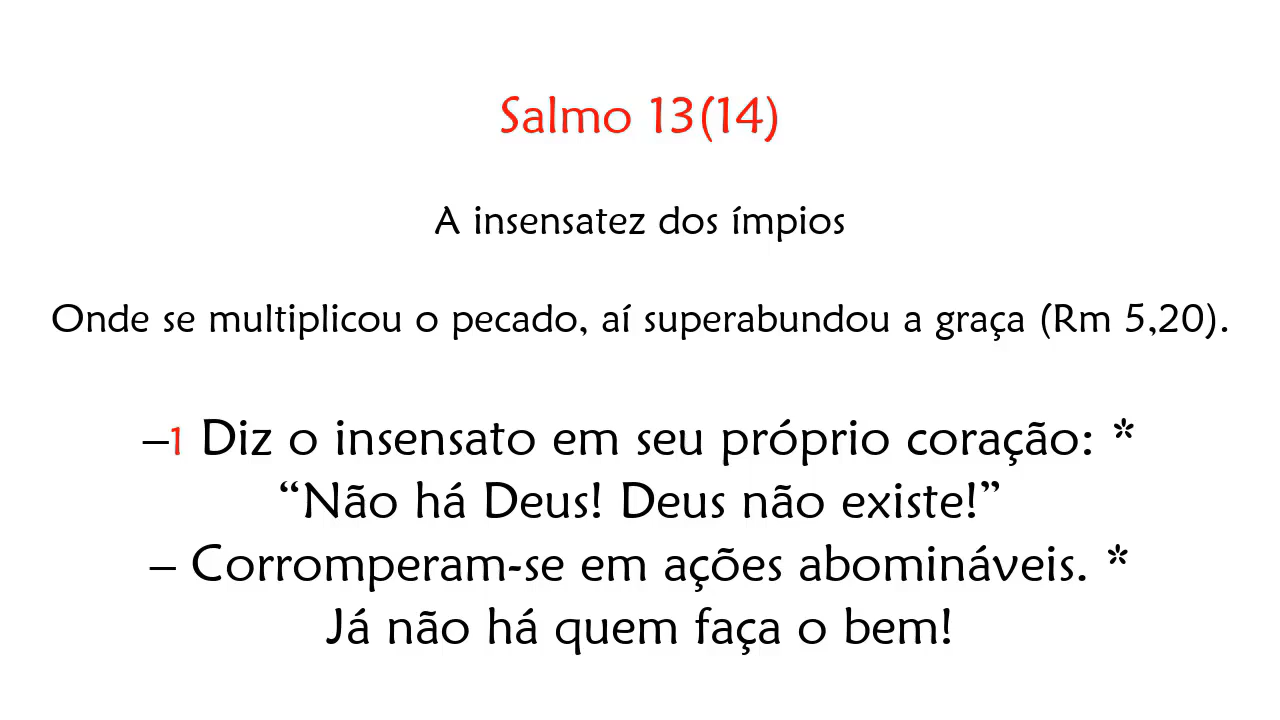 Salmo 13(14)
A insensatez dos ímpios
Onde se multiplicou o pecado, aí superabundou a graça (Rm 5,20).
–1 Diz o insensato em seu próprio coração: *
“Não há Deus! Deus não existe!”
– Corromperam-se em ações abomináveis. *
Já não há quem faça o bem!